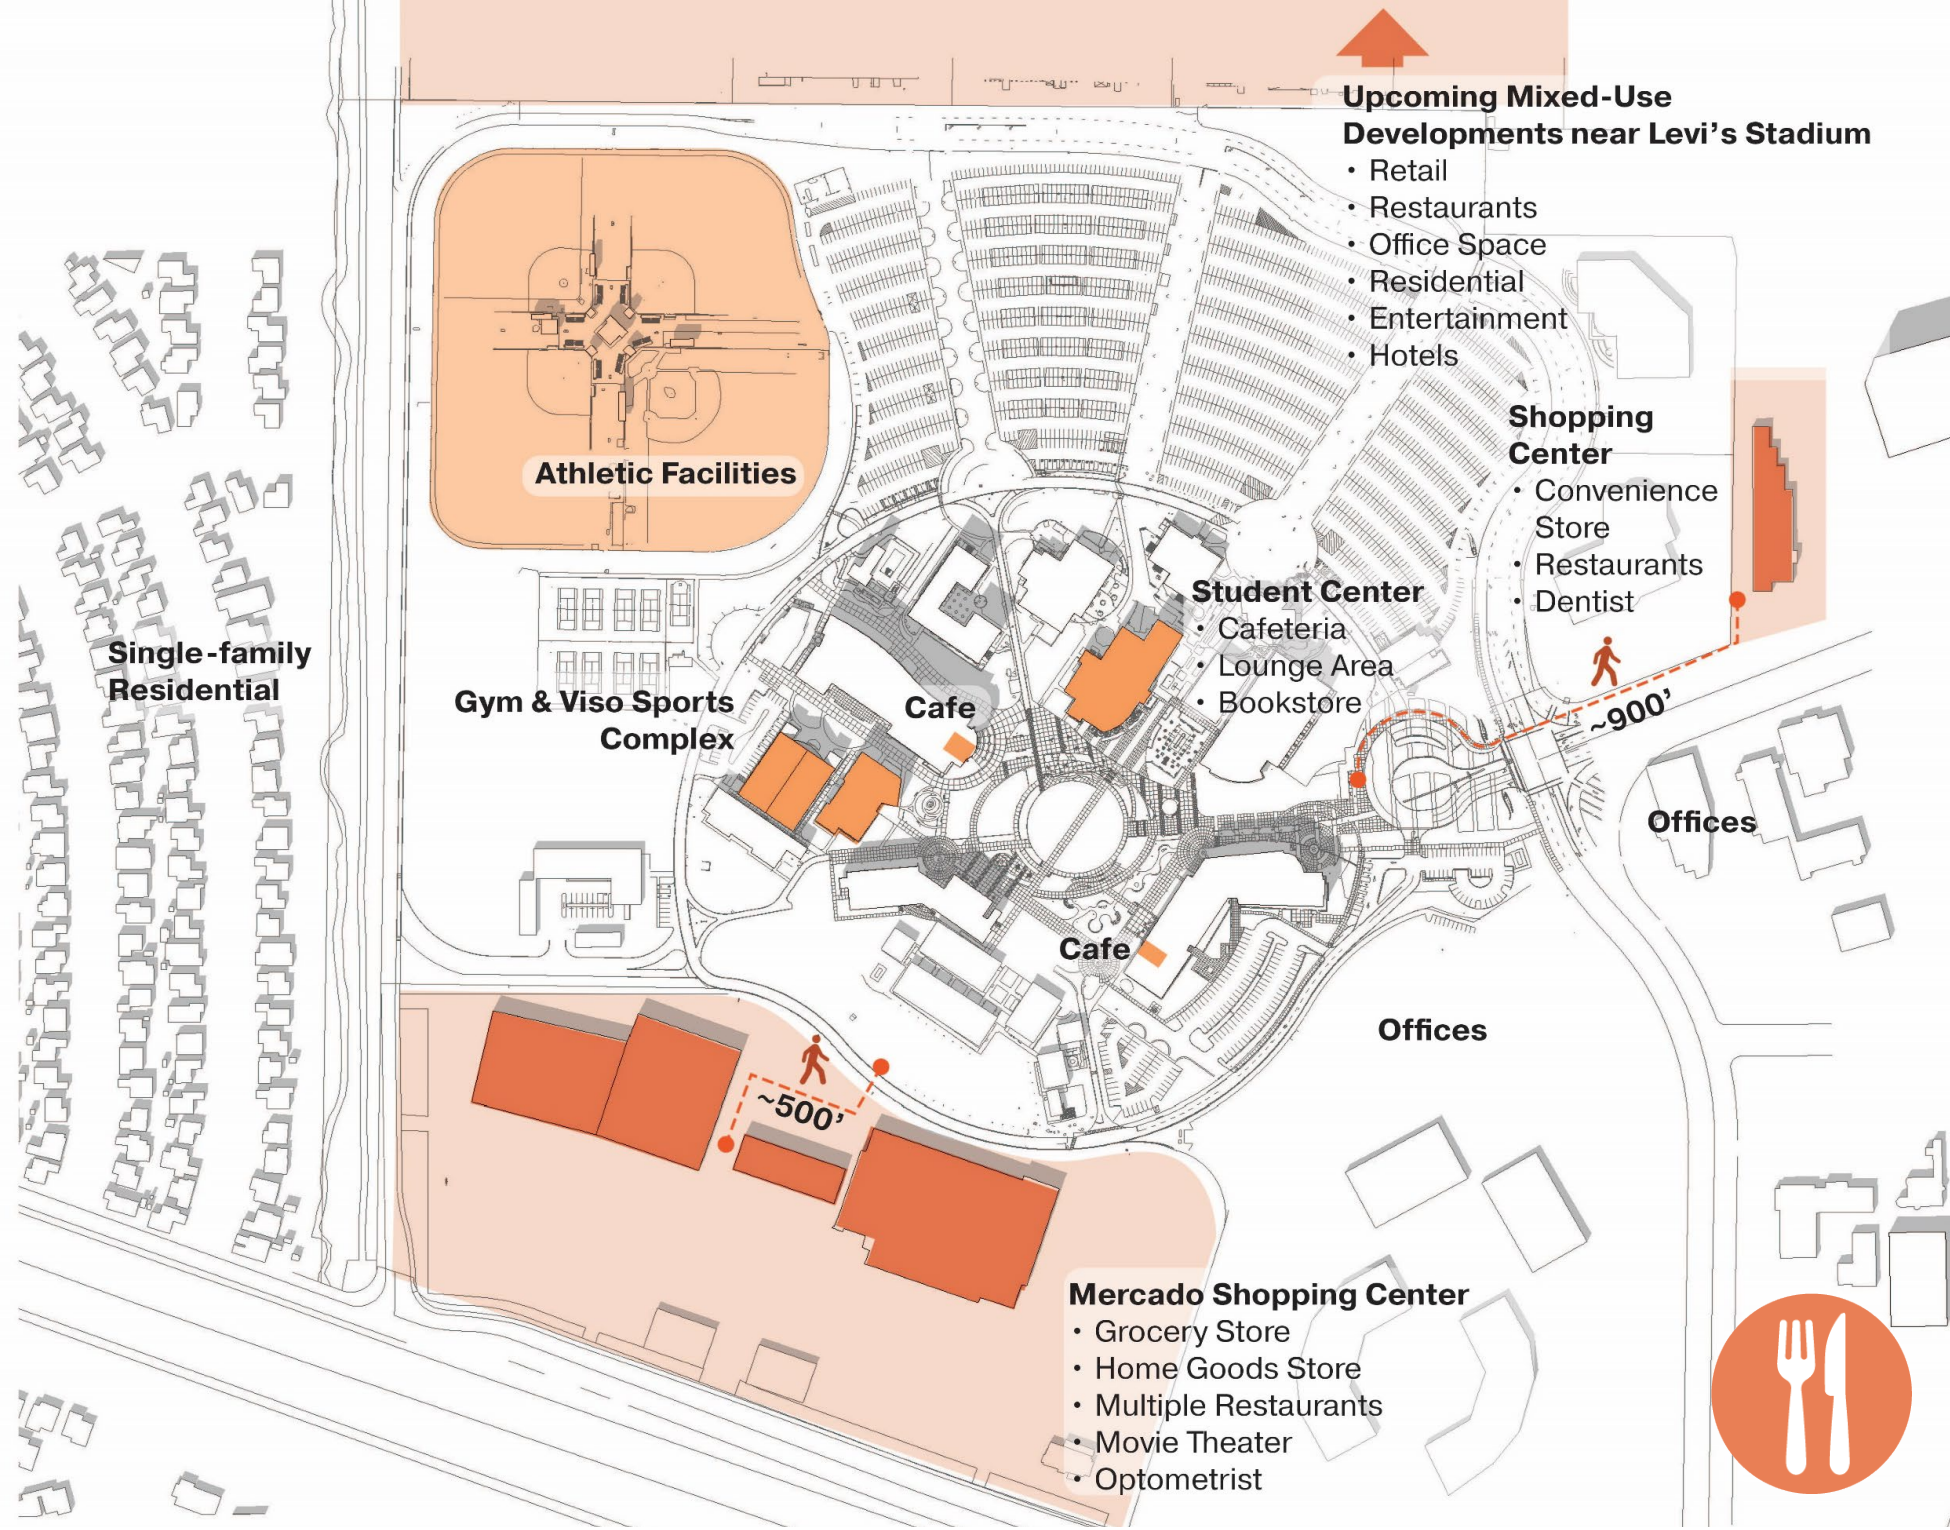 Upcoming Mixed-Use
Developments near Levi's Stadium
• Retail
• Restaurants
• Office Space
• Residential
• Entertainment
• Hotels
Shopping
Center
• Convenience
Store
• Restaurants
• Dentist
Athletic Facilities
Student Center
• Cafeteria
• Lounge Area
• Bookstore
Single-family
Residential
Gym & Viso Sports
Complex
Cafe
~900'
Offices
Cafe
Offices
~500'
Mercado Shopping Center
• Grocery Store
• Home Goods Store
• Multiple Restaurants
• Movie Theater
• Optometrist